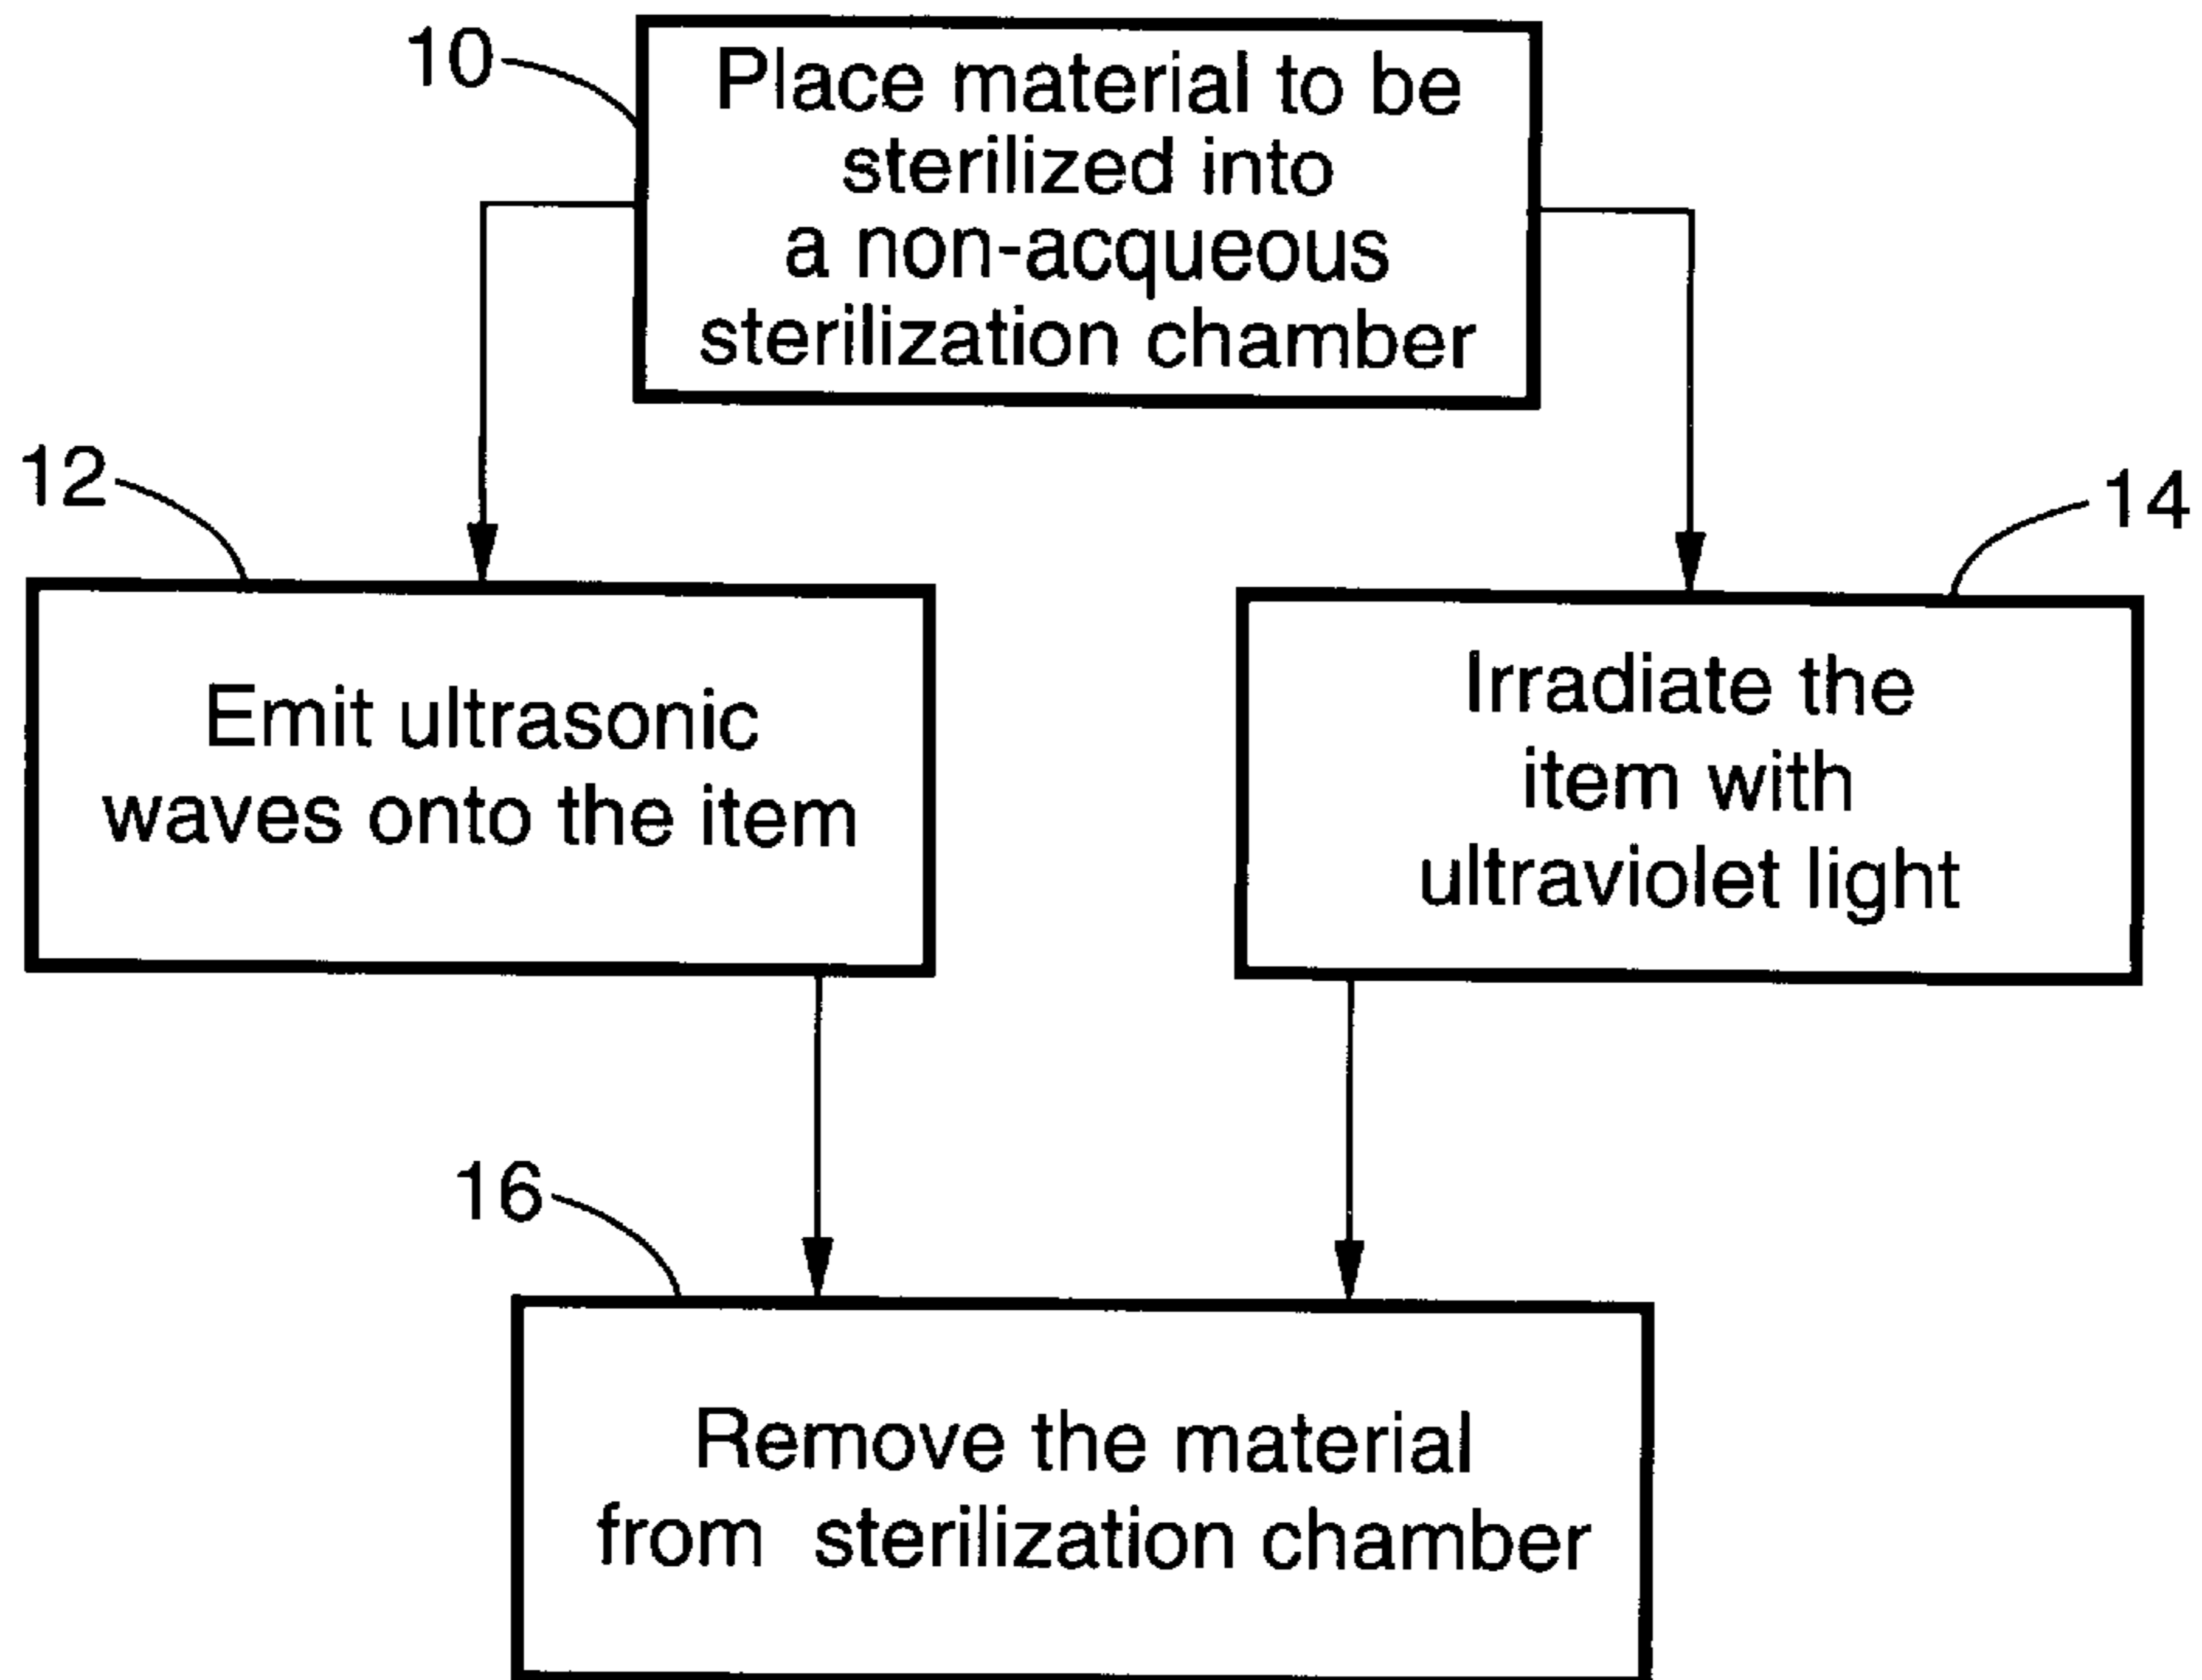 10
Place material to be
sterilized into
a non-acqueous
sterilization chamber
12
14
Emit ultrasonic
waves onto the item
Irradiate the
item with
ultraviolet light
16
Remove the material
from sterilization chamber